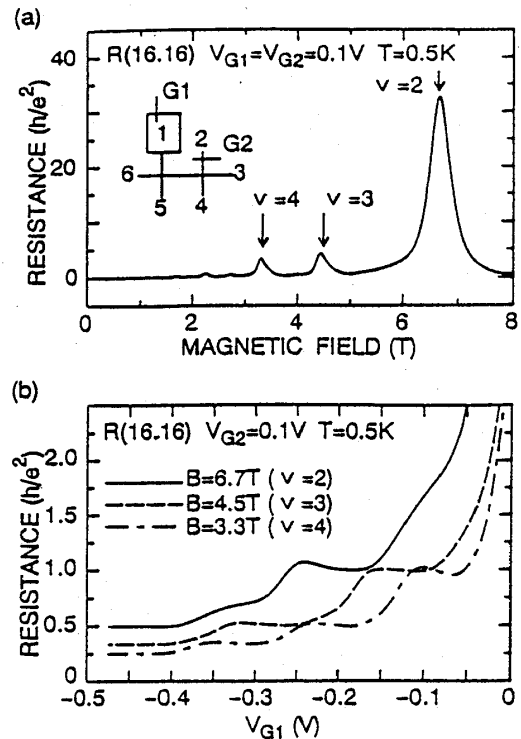 (a)
R(16.16) V_G1=V_G2=0.1V T=0.5K
RESISTANCE (h/e²)
40
20
0
G1
1
2
G2
6
3
5
4
ν =4
ν =3
ν =2
0
2
4
6
8
MAGNETIC FIELD (T)
(b)
R(16.16) V_G2=0.1V T=0.5K
RESISTANCE (h/e²)
2.0
1.5
1.0
0.5
0
B=6.7T ( ν =2)
B=4.5T ( ν =3)
B=3.3T ( ν =4)
-0.5
-0.4
-0.3
-0.2
-0.1
0
V_G1 (V)